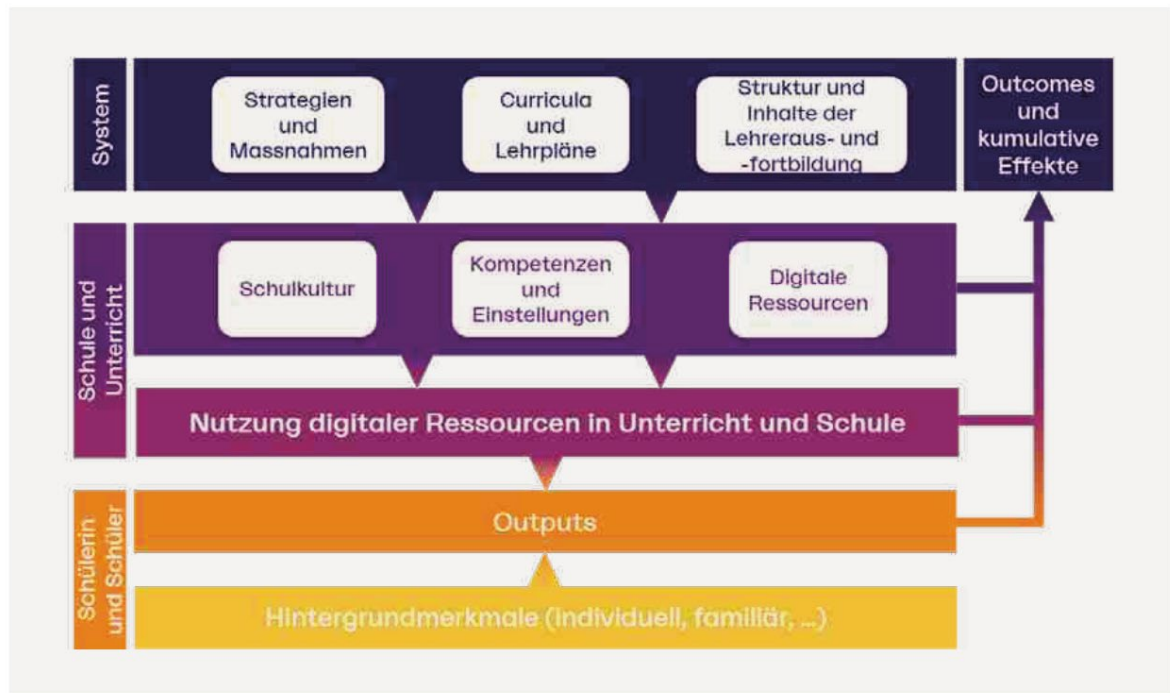 System
Strategien
und
Massnahmen
Curricula
und
Lehrpläne
Struktur und
Inhalte der
Lehreraus- und
-fortbildung
Outcomes
und
kumulative
Effekte
Schule und
Unterricht
Schulkultur
Kompetenzen
und
Einstellungen
Digitale
Ressourcen
Nutzung digitaler Ressourcen in Unterricht und Schule
Schülerin
und Schüler
Outputs
Hintergrundmerkmale (individuell, familiär, ...)